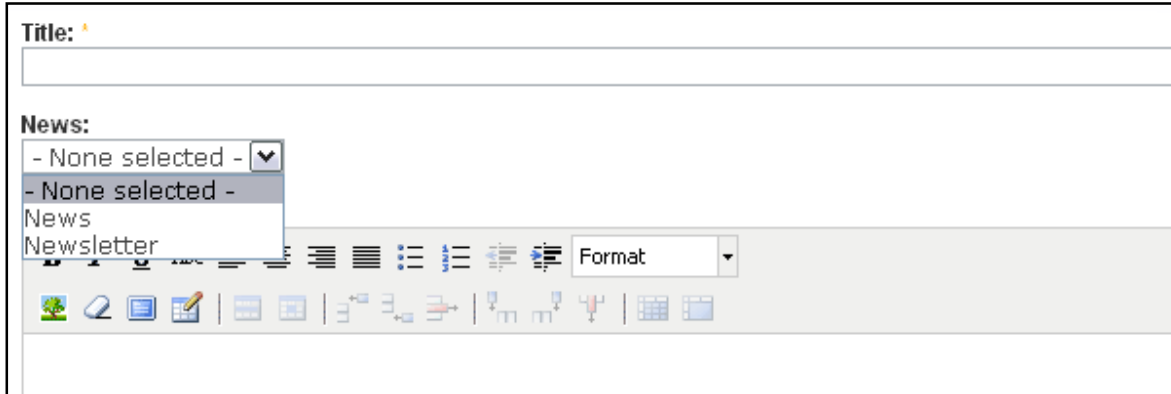 Title: *
News:
- None selected -
- None selected -
News
Newsletter
Format